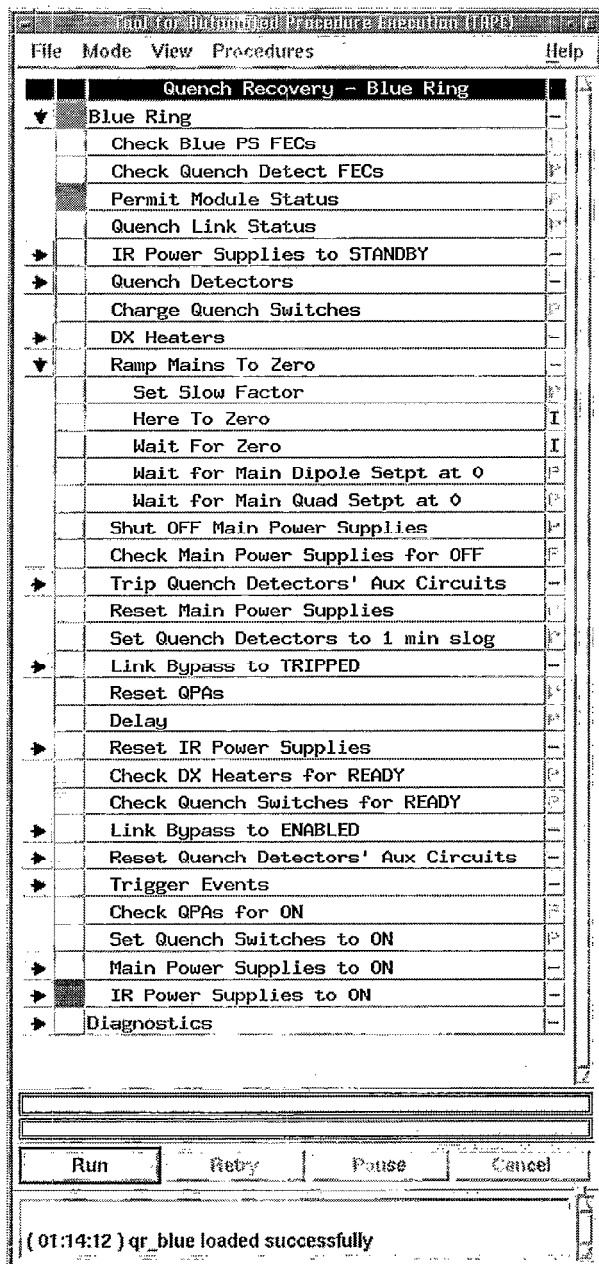 Tool for Automated Procedure Execution (TAPE)
File Mode View Procedures Help
Quench Recovery - Blue Ring
Blue Ring -
Check Blue PS FECs
Check Quench Detect FECs P
Permit Module Status P
Quench Link Status P
IR Power Supplies to STANDBY -
Quench Detectors -
Charge Quench Switches P
DX Heaters -
Ramp Mains To Zero -
Set Slow Factor P
Here To Zero I
Wait For Zero I
Wait for Main Dipole Setpt at 0 P
Wait for Main Quad Setpt at 0 P
Shut OFF Main Power Supplies P
Check Main Power Supplies for OFF P
Trip Quench Detectors' Aux Circuits -
Reset Main Power Supplies
Set Quench Detectors to 1 min slog P
Link Bypass to TRIPPED -
Reset QPAs P
Delay P
Reset IR Power Supplies -
Check DX Heaters for READY P
Check Quench Switches for READY P
Link Bypass to ENABLED -
Reset Quench Detectors' Aux Circuits -
Trigger Events -
Check QPAs for ON P
Set Quench Switches to ON P
Main Power Supplies to ON -
IR Power Supplies to ON -
Diagnostics -
Run Retry Pause Cancel
( 01:14:12 ) qr_blue loaded successfully